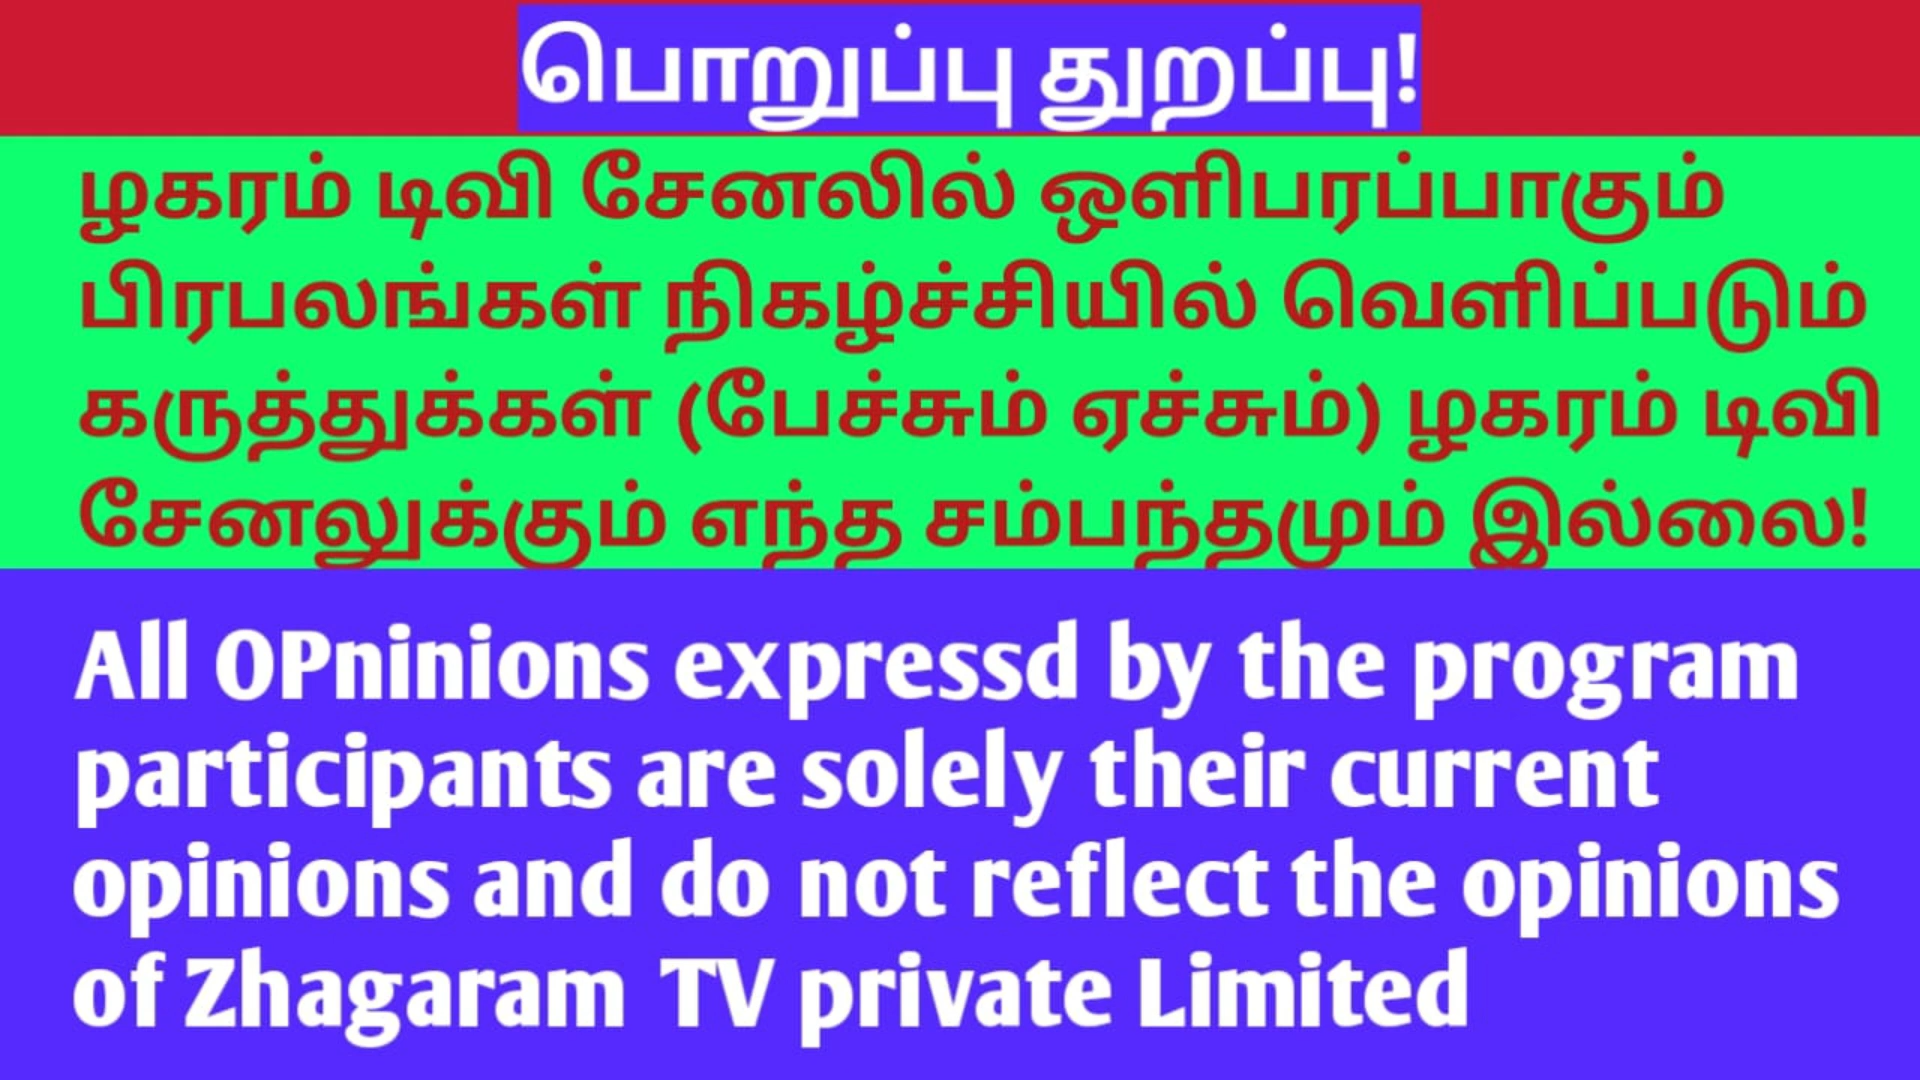 பொறுப்பு துறப்பு!
ழகரம் டிவி சேனலில் ஒளிபரப்பாகும்
பிரபலங்கள் நிகழ்ச்சியில் வெளிப்படும்
கருத்துக்கள் (பேச்சும் ஏச்சும்) ழகரம் டிவி
சேனலுக்கும் எந்த சம்பந்தமும் இல்லை!
All OPninions expressd by the program
participants are solely their current
opinions and do not reflect the opinions
of Zhagaram TV private Limited